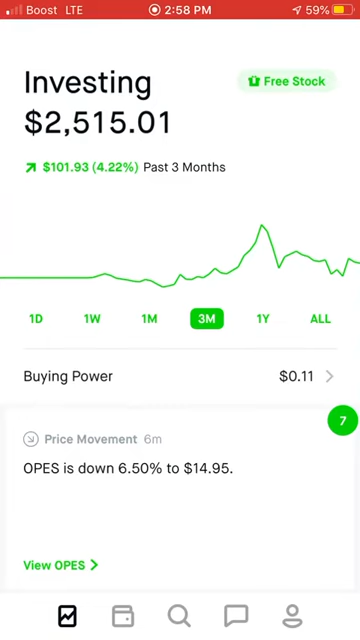 Boost LTE 2:58 PM 59%
Investing
Free Stock
$2,515.01
$101.93 (4.22%) Past 3 Months
1D 1W 1M 3M 1Y ALL
Buying Power $0.11
7
Price Movement 6m
OPES is down 6.50% to $14.95.
View OPES